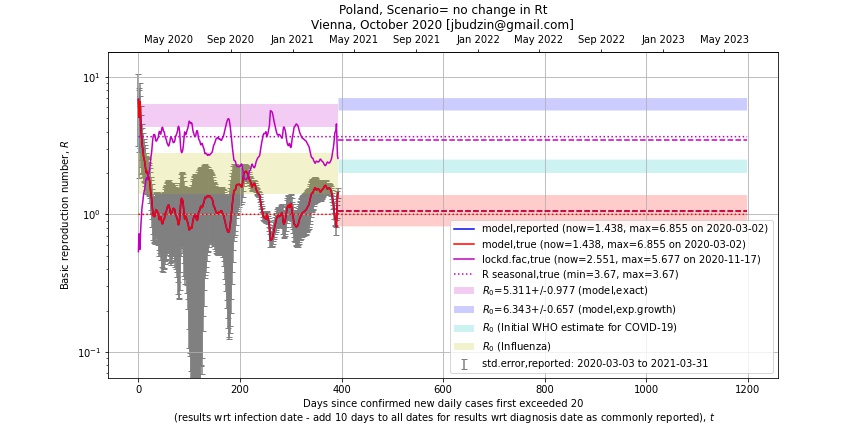 Poland, Scenario= no change in Rt
Vienna, October 2020 [jbudzin@gmail.com]
May 2020 Sep 2020 Jan 2021 May 2021 Sep 2021 Jan 2022 May 2022 Sep 2022 Jan 2023 May 2023
Basic reproduction number, R
10¹
10⁰
10⁻¹
model,reported (now=1.438, max=6.855 on 2020-03-02)
model,true (now=1.438, max=6.855 on 2020-03-02)
lockd.fac,true (now=2.551, max=5.677 on 2020-11-17)
R seasonal,true (min=3.67, max=3.67)
R₀=5.311+/-0.977 (model,exact)
R₀=6.343+/-0.657 (model,exp.growth)
R₀ (Initial WHO estimate for COVID-19)
R₀ (Influenza)
std.error,reported: 2020-03-03 to 2021-03-31
0 200 400 600 800 1000 1200
Days since confirmed new daily cases first exceeded 20
(results wrt infection date - add 10 days to all dates for results wrt diagnosis date as commonly reported), t